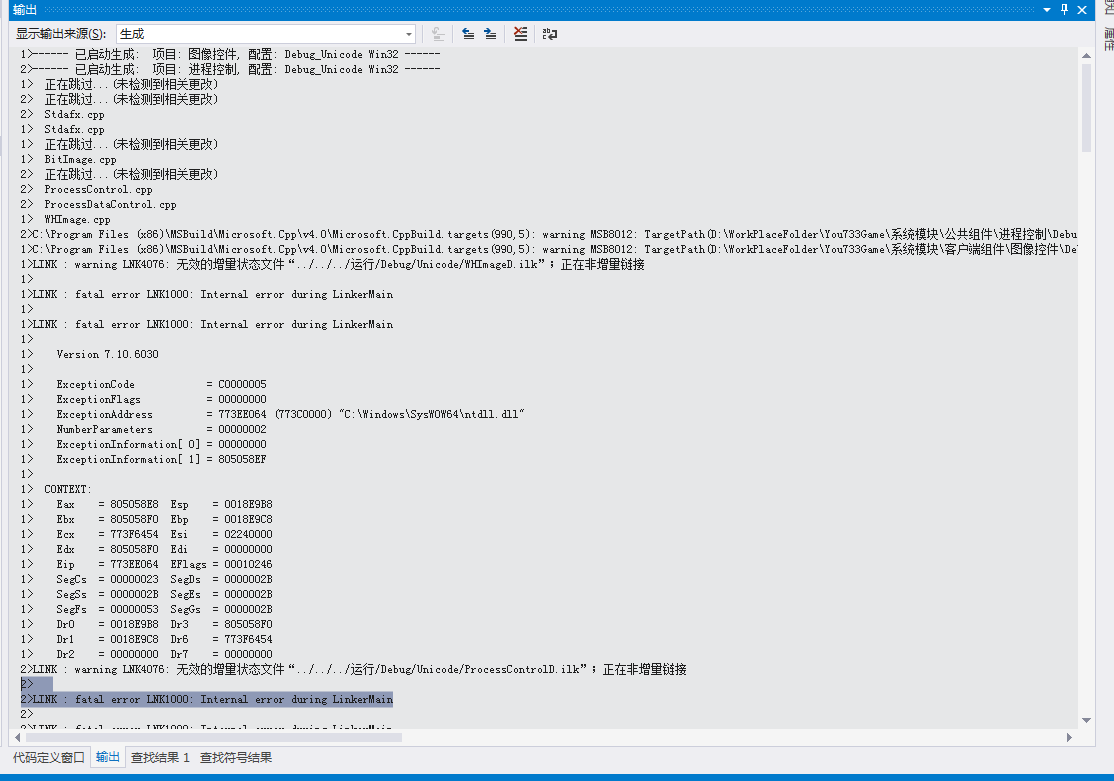 输出
显示输出来源(S): 生成
1>------ 已启动生成: 项目: 图像控件, 配置: Debug_Unicode Win32 ------
2>------ 已启动生成: 项目: 进程控制, 配置: Debug_Unicode Win32 ------
1> 正在跳过...(未检测到相关更改)
2> 正在跳过...(未检测到相关更改)
2> Stdafx.cpp
1> Stdafx.cpp
1> 正在跳过...(未检测到相关更改)
1> BitImage.cpp
2> 正在跳过...(未检测到相关更改)
2> ProcessControl.cpp
2> ProcessDataControl.cpp
1> WHImage.cpp
2>C:\Program Files (x86)\MSBuild\Microsoft.Cpp\v4.0\Microsoft.CppBuild.targets(990,5): warning MSB8012: TargetPath(D:\WorkPlaceFolder\You733Game\系统模块\公共组件\进程控制\Debu
1>C:\Program Files (x86)\MSBuild\Microsoft.Cpp\v4.0\Microsoft.CppBuild.targets(990,5): warning MSB8012: TargetPath(D:\WorkPlaceFolder\You733Game\系统模块\客户端组件\图像控件\De
1>LINK : warning LNK4076: 无效的增量状态文件“../../../运行/Debug/Unicode/WHImageD.ilk”；正在非增量链接
1>
1>LINK : fatal error LNK1000: Internal error during LinkerMain
1>
1>LINK : fatal error LNK1000: Internal error during LinkerMain
1>
1> Version 7.10.6030
1>
1> ExceptionCode = C0000005
1> ExceptionFlags = 00000000
1> ExceptionAddress = 773EE064 (773C0000) "C:\Windows\SysWOW64\ntdll.dll"
1> NumberParameters = 00000002
1> ExceptionInformation[ 0] = 00000000
1> ExceptionInformation[ 1] = 805058EF
1>
1> CONTEXT:
1> Eax = 805058E8 Esp = 0018E9B8
1> Ebx = 805058F0 Ebp = 0018E9C8
1> Ecx = 773F6454 Esi = 02240000
1> Edx = 805058F0 Edi = 00000000
1> Eip = 773EE064 EFlags = 00010246
1> SegCs = 00000023 SegDs = 0000002B
1> SegSs = 0000002B SegEs = 0000002B
1> SegFs = 00000053 SegGs = 0000002B
1> Dr0 = 0018E9B8 Dr3 = 805058F0
1> Dr1 = 0018E9C8 Dr6 = 773F6454
1> Dr2 = 00000000 Dr7 = 00000000
2>LINK : warning LNK4076: 无效的增量状态文件“../../../运行/Debug/Unicode/ProcessControlD.ilk”；正在非增量链接
2>
2>LINK : fatal error LNK1000: Internal error during LinkerMain
2>
2>LINK : fatal error LNK1000: Internal error during LinkerMain
代码定义窗口 输出 查找结果 1 查找符号结果